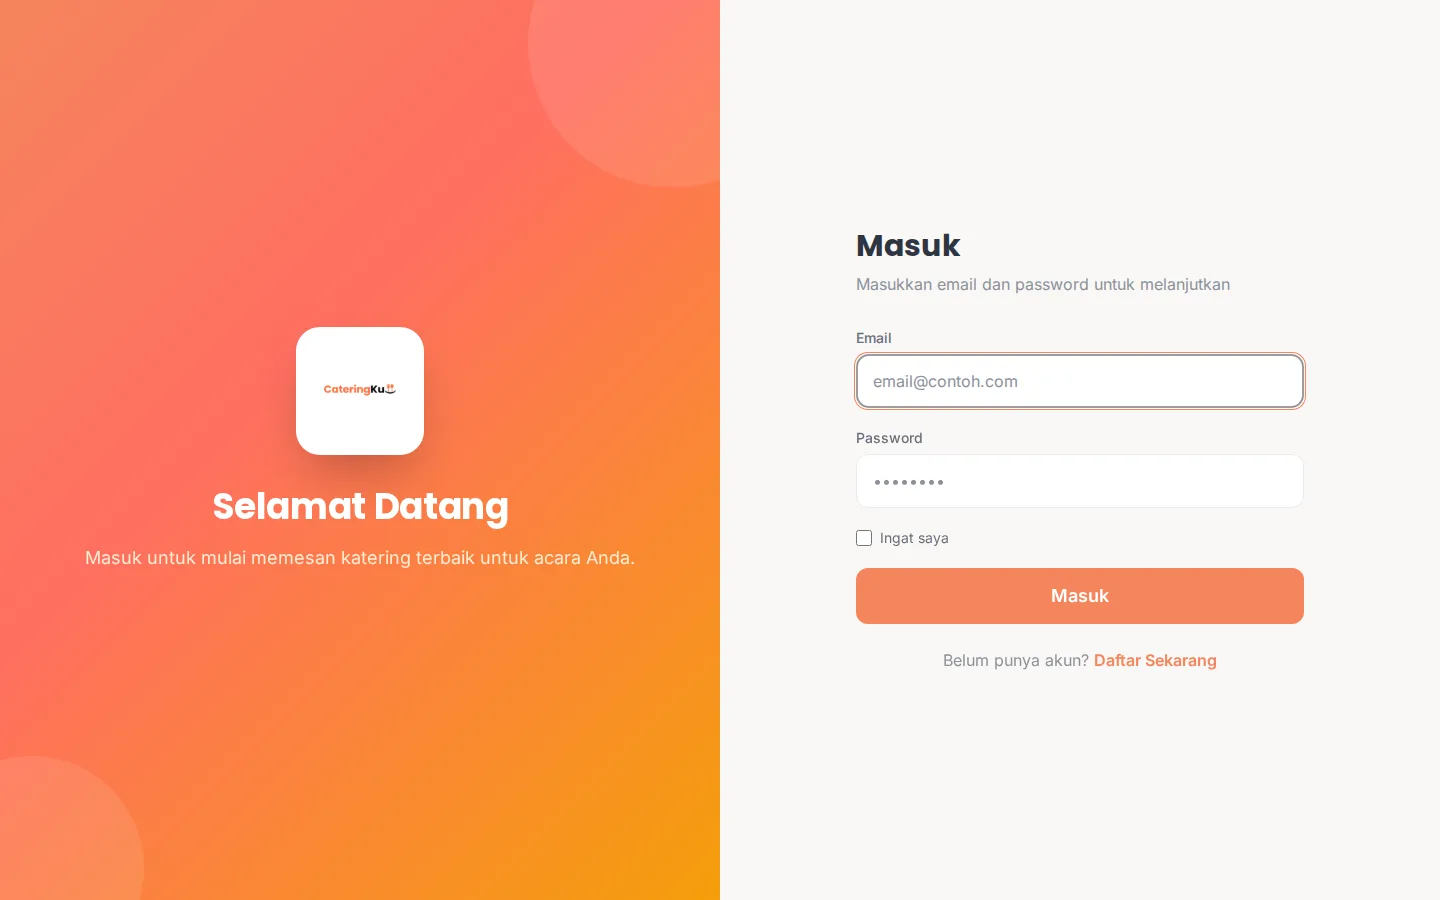 CateringKu
Selamat Datang
Masuk untuk mulai memesan katering terbaik untuk acara Anda.
Masuk
Masukkan email dan password untuk melanjutkan
Email
email@contoh.com
Password
••••••••
Ingat saya
Masuk
Belum punya akun? Daftar Sekarang